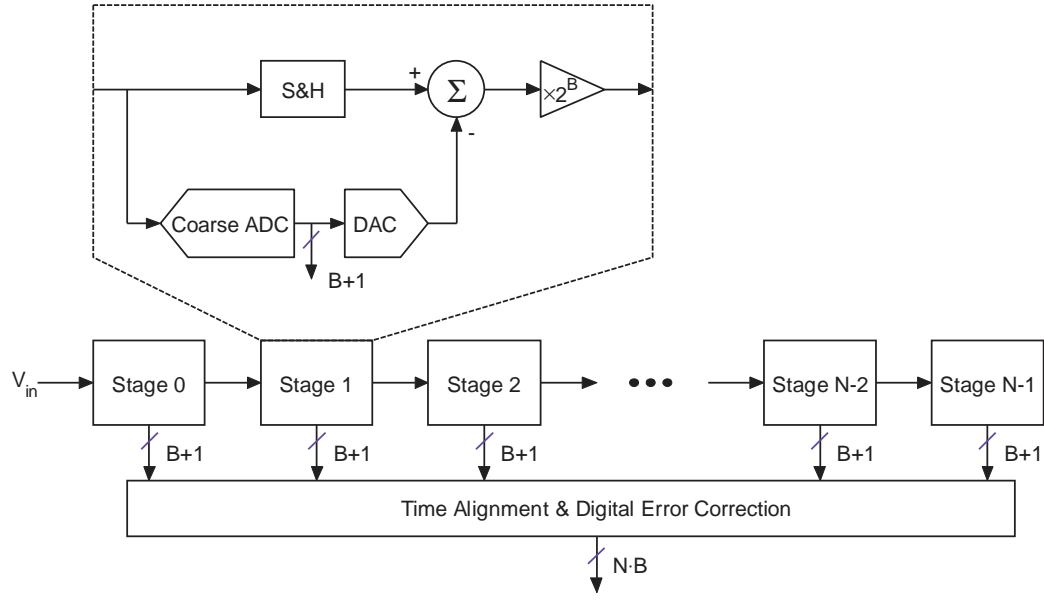 S&H
+
Σ
-
×2^B
Coarse ADC
DAC
B+1
V_in
Stage 0
Stage 1
Stage 2
•••
Stage N-2
Stage N-1
B+1
B+1
B+1
B+1
B+1
Time Alignment & Digital Error Correction
N·B